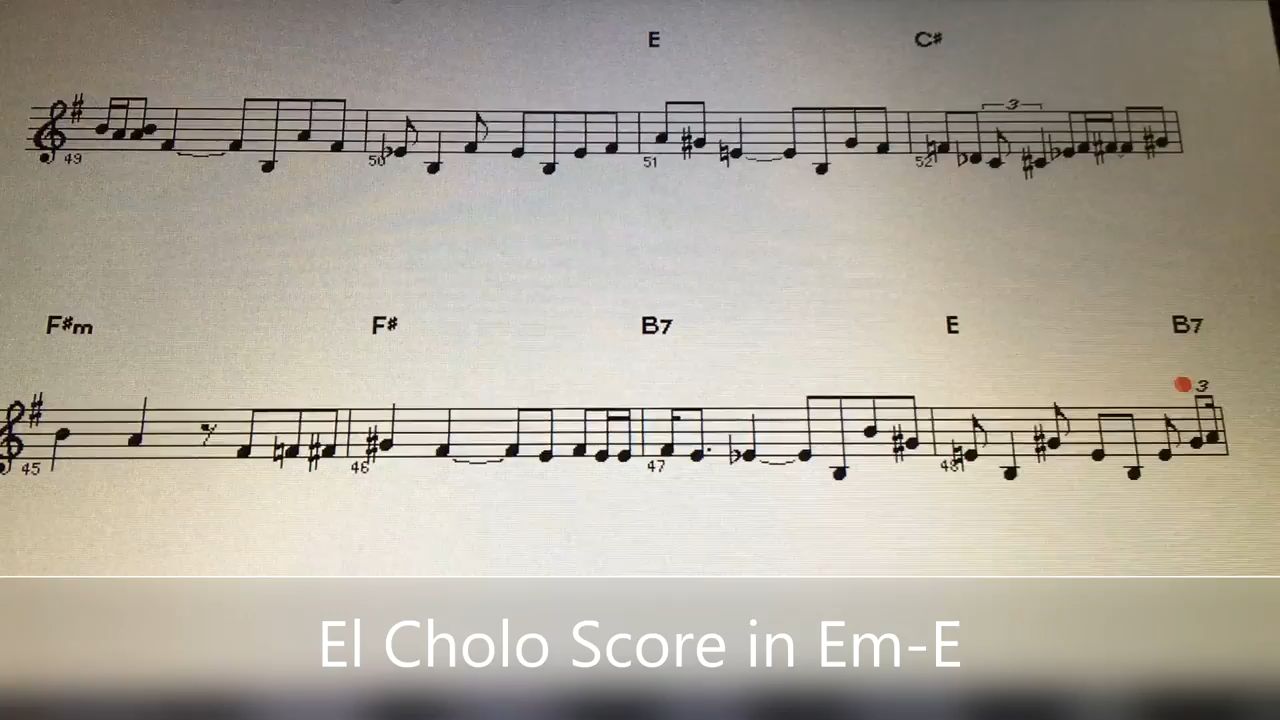 E C#
3
49 50 51 52
F#m F# B7 E B7
3
45 46 47 48
El Cholo Score in Em-E